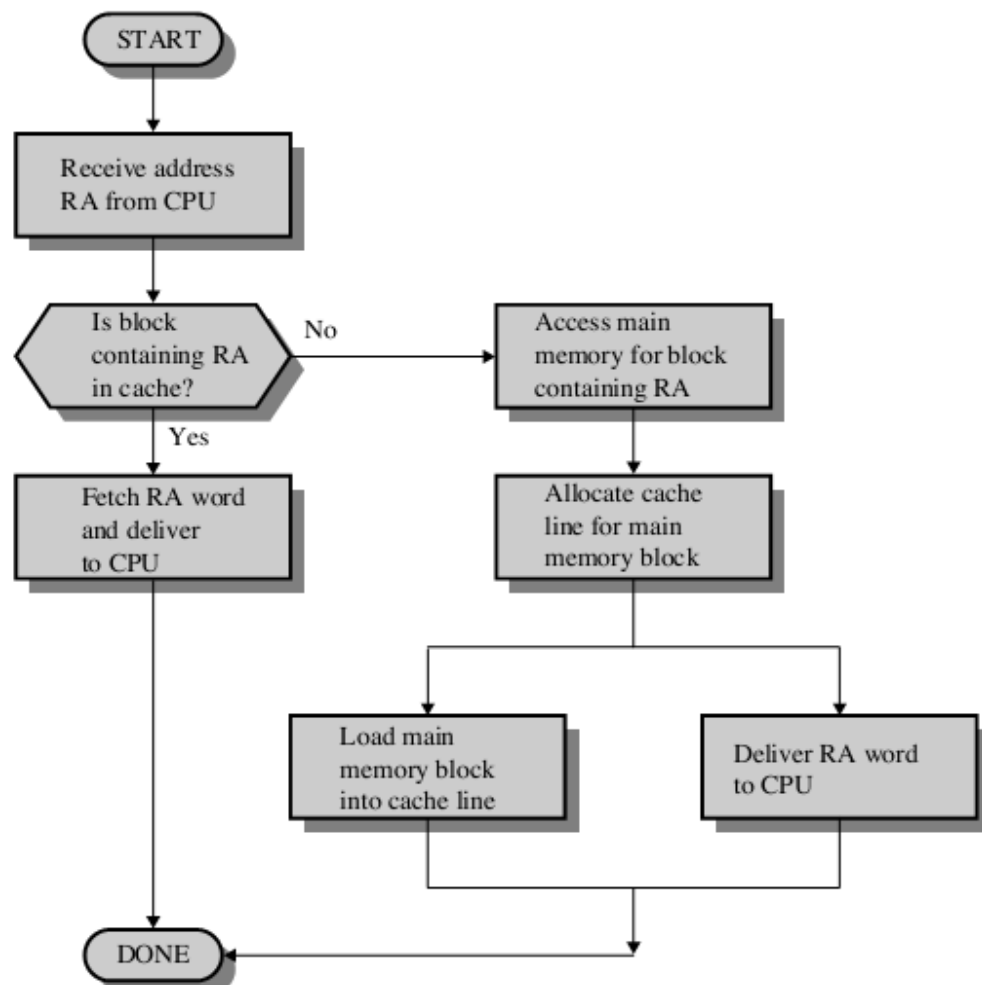 START
Receive address
RA from CPU
Is block
containing RA
in cache?
No
Access main
memory for block
containing RA
Yes
Fetch RA word
and deliver
to CPU
Allocate cache
line for main
memory block
Load main
memory block
into cache line
Deliver RA word
to CPU
DONE